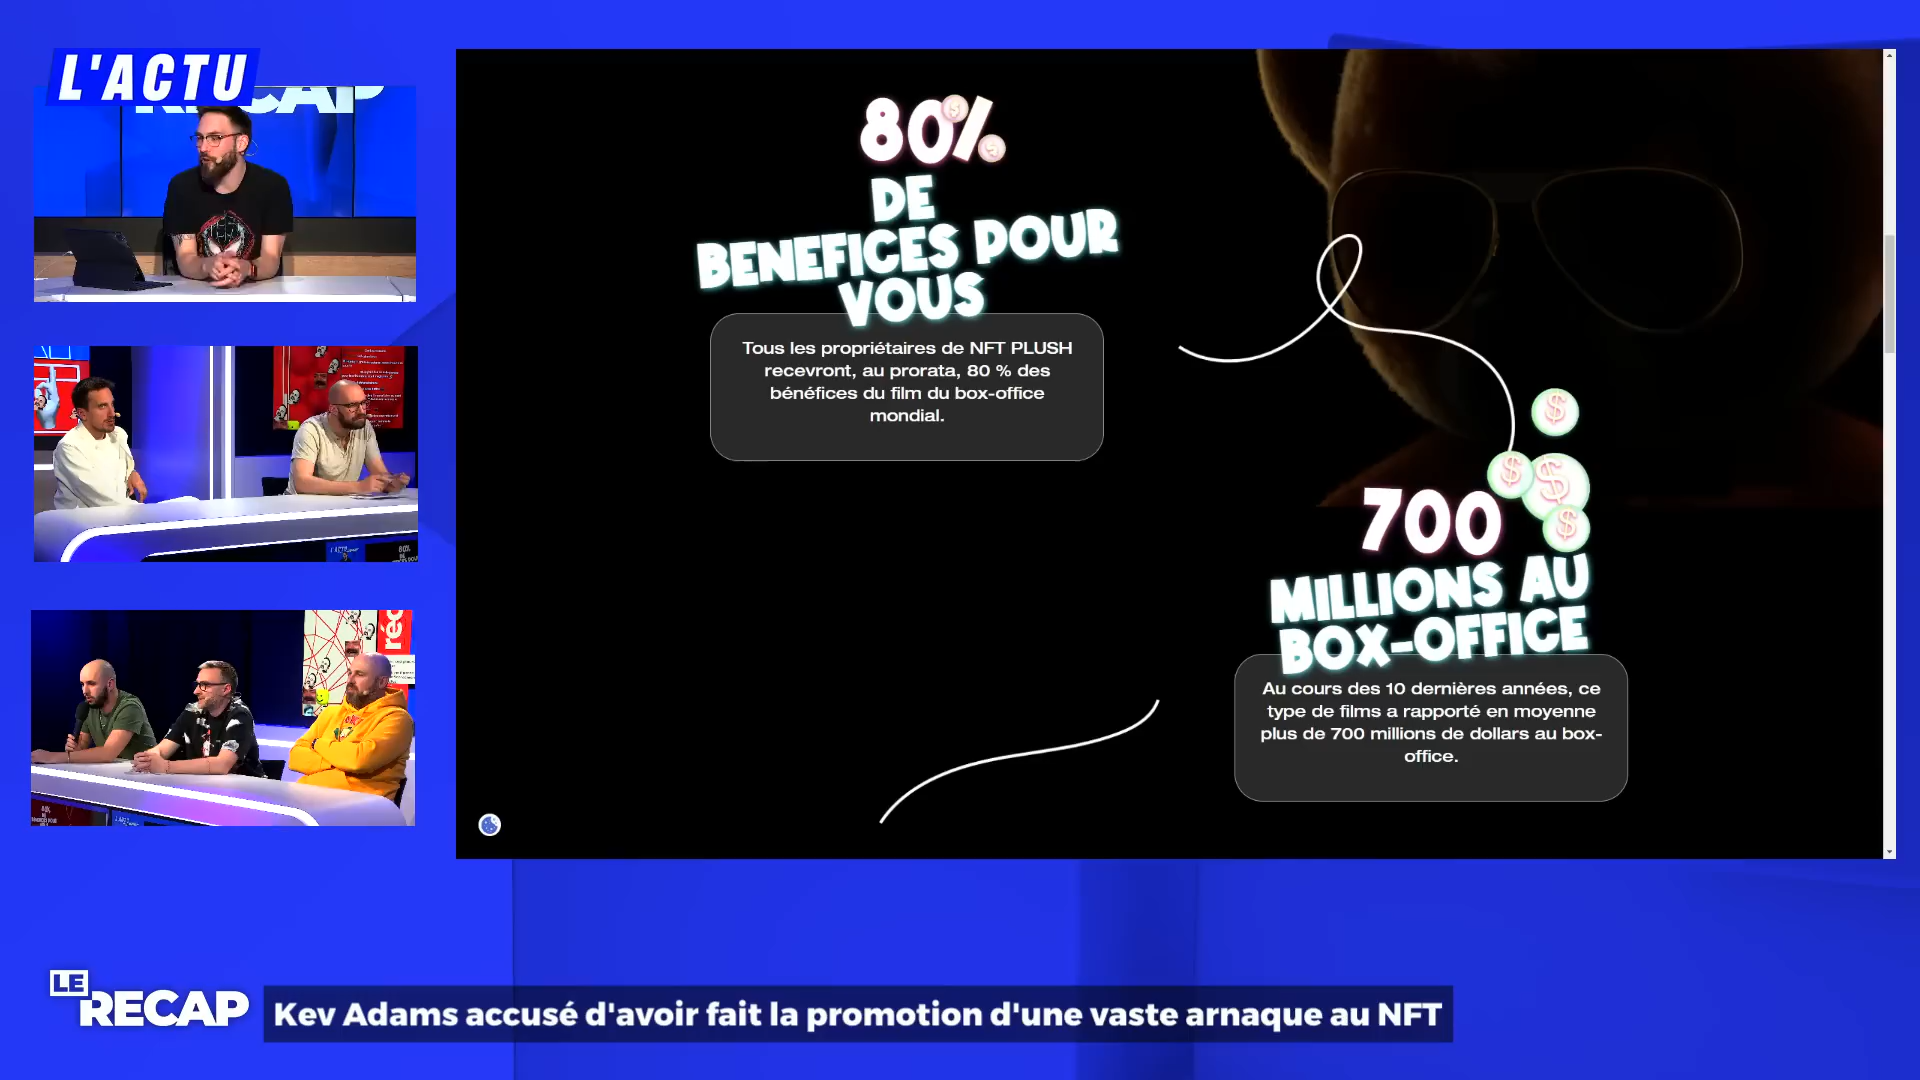 L'ACTU
RECAP
80%
DE
BENEFICES POUR
VOUS
Tous les propriétaires de NFT PLUSH
recevront, au prorata, 80 % des
bénéfices du film du box-office
mondial.
$
$
$
$
700
MILLIONS AU
BOX-OFFICE
Au cours des 10 dernières années, ce
type de films a rapporté en moyenne
plus de 700 millions de dollars au box-
office.
réc
LE
RECAP
Kev Adams accusé d'avoir fait la promotion d'une vaste arnaque au NFT